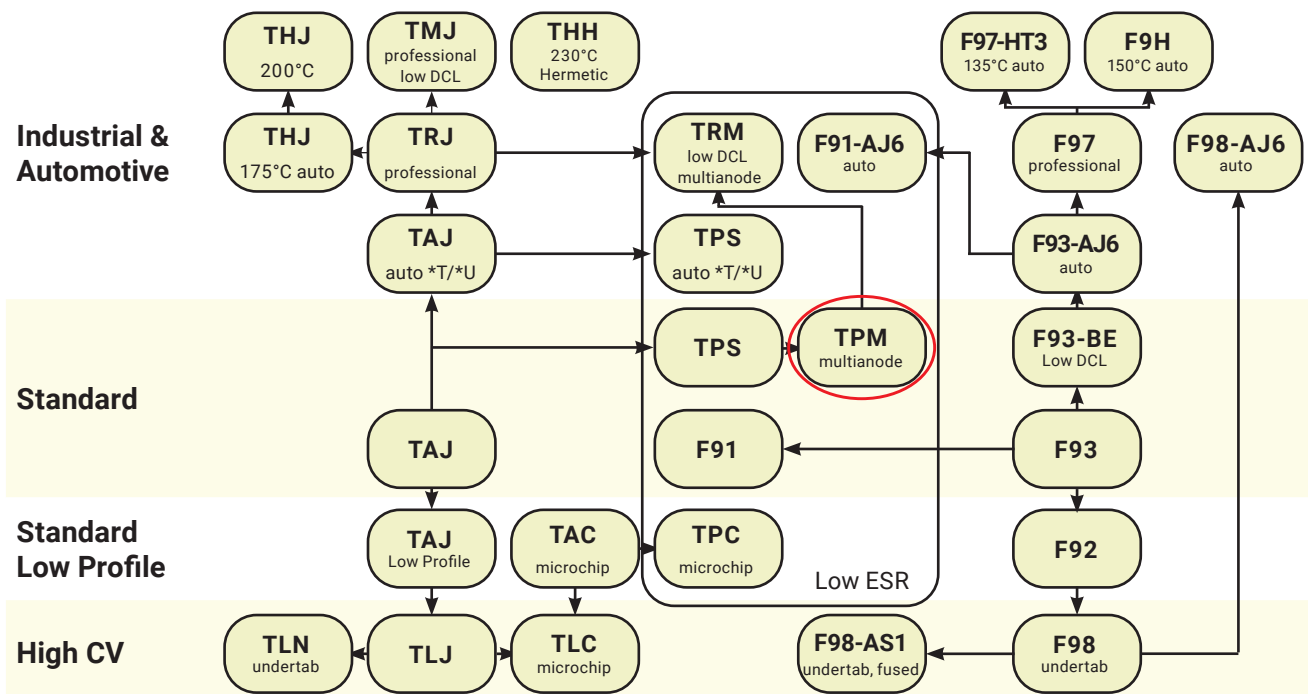 THJ
200°C
TMJ
professional
low DCL
THH
230°C
Hermetic
F97-HT3
135°C auto
F9H
150°C auto
Industrial &
Automotive
THJ
175°C auto
TRJ
professional
TRM
low DCL
multianode
F91-AJ6
auto
F97
professional
F98-AJ6
auto
TAJ
auto *T/*U
TPS
auto *T/*U
F93-AJ6
auto
Standard
TPS
TPM
multianode
F93-BE
Low DCL
TAJ
F91
F93
Standard
Low Profile
TAJ
Low Profile
TAC
microchip
TPC
microchip
Low ESR
F92
High CV
TLN
undertab
TLJ
TLC
microchip
F98-AS1
undertab, fused
F98
undertab